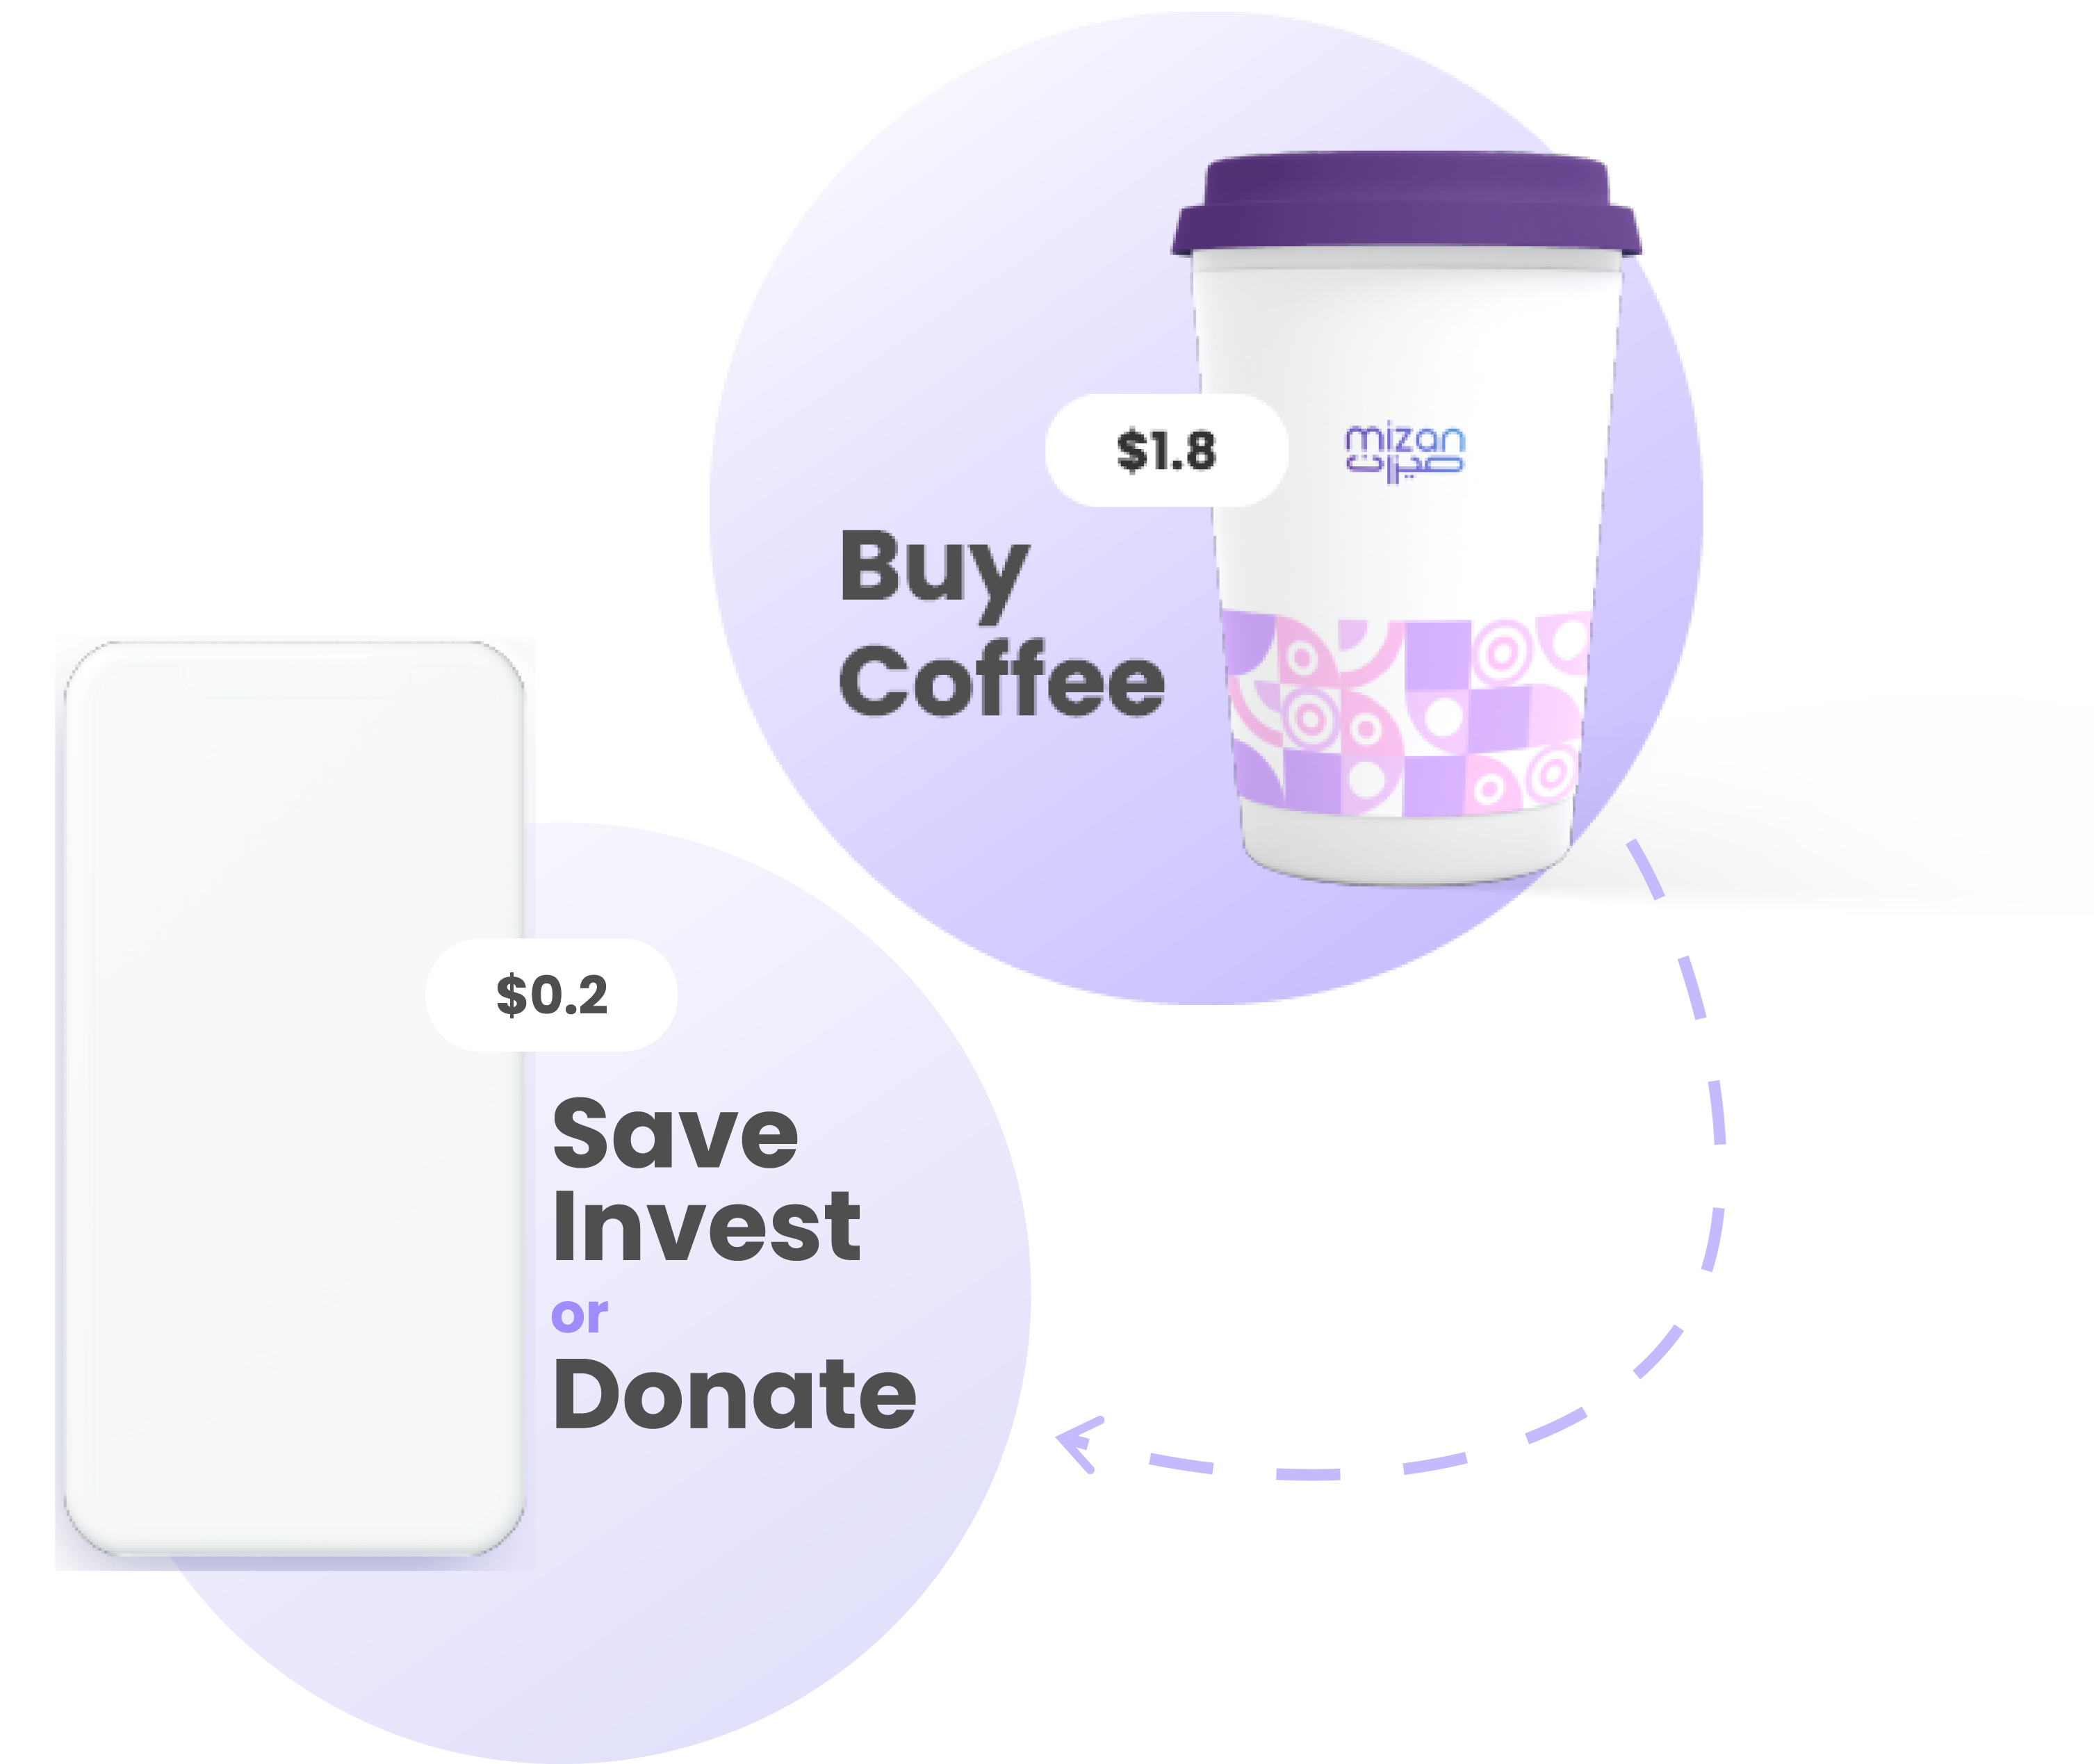 $1.8
mizan
ميزان
Buy
Coffee
$0.2
Save
Invest
or
Donate